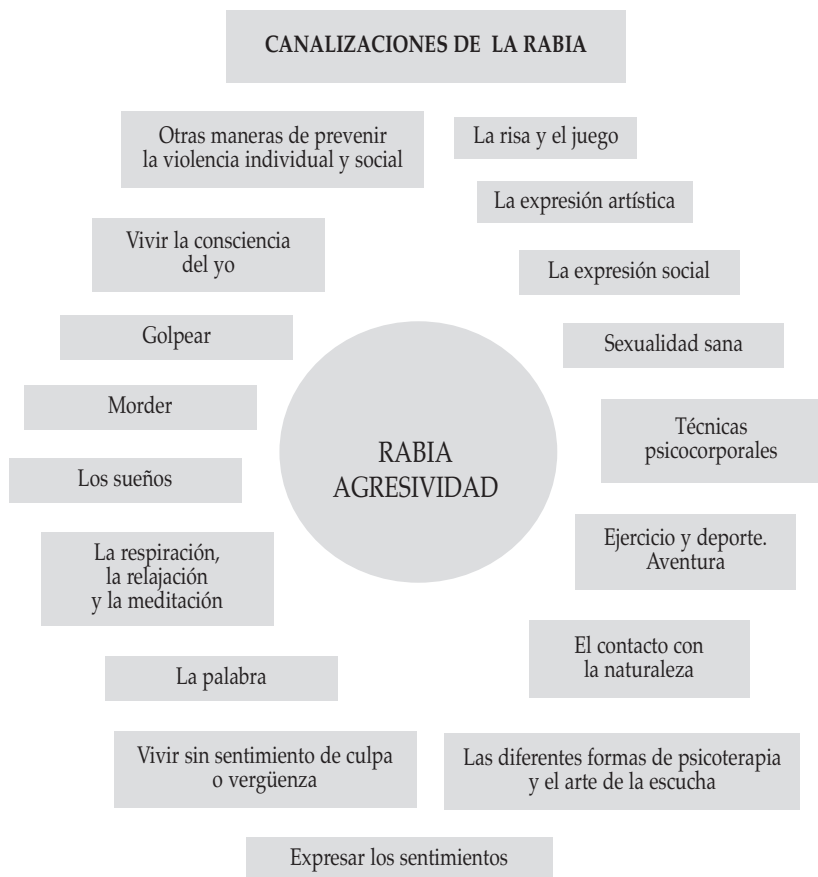 CANALIZACIONES DE LA RABIA
Otras maneras de prevenir
la violencia individual y social
La risa y el juego
La expresión artística
Vivir la consciencia
del yo
La expresión social
Golpear
Sexualidad sana
Morder
Técnicas
psicocorporales
RABIA
AGRESIVIDAD
Los sueños
Ejercicio y deporte.
Aventura
La respiración,
la relajación
y la meditación
El contacto con
la naturaleza
La palabra
Vivir sin sentimiento de culpa
o vergüenza
Las diferentes formas de psicoterapia
y el arte de la escucha
Expresar los sentimientos